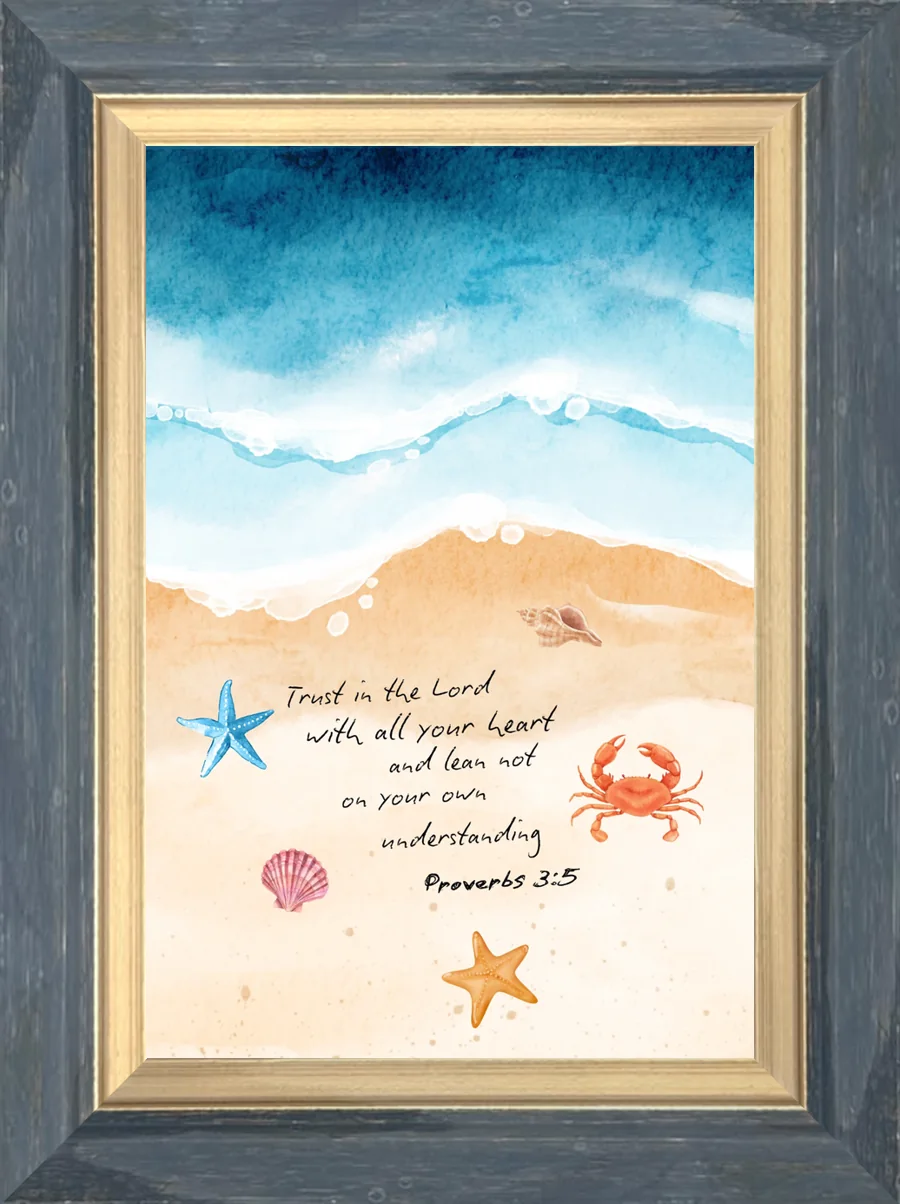 Trust in the Lord
with all your heart
and lean not
on your own
understanding
Proverbs 3:5